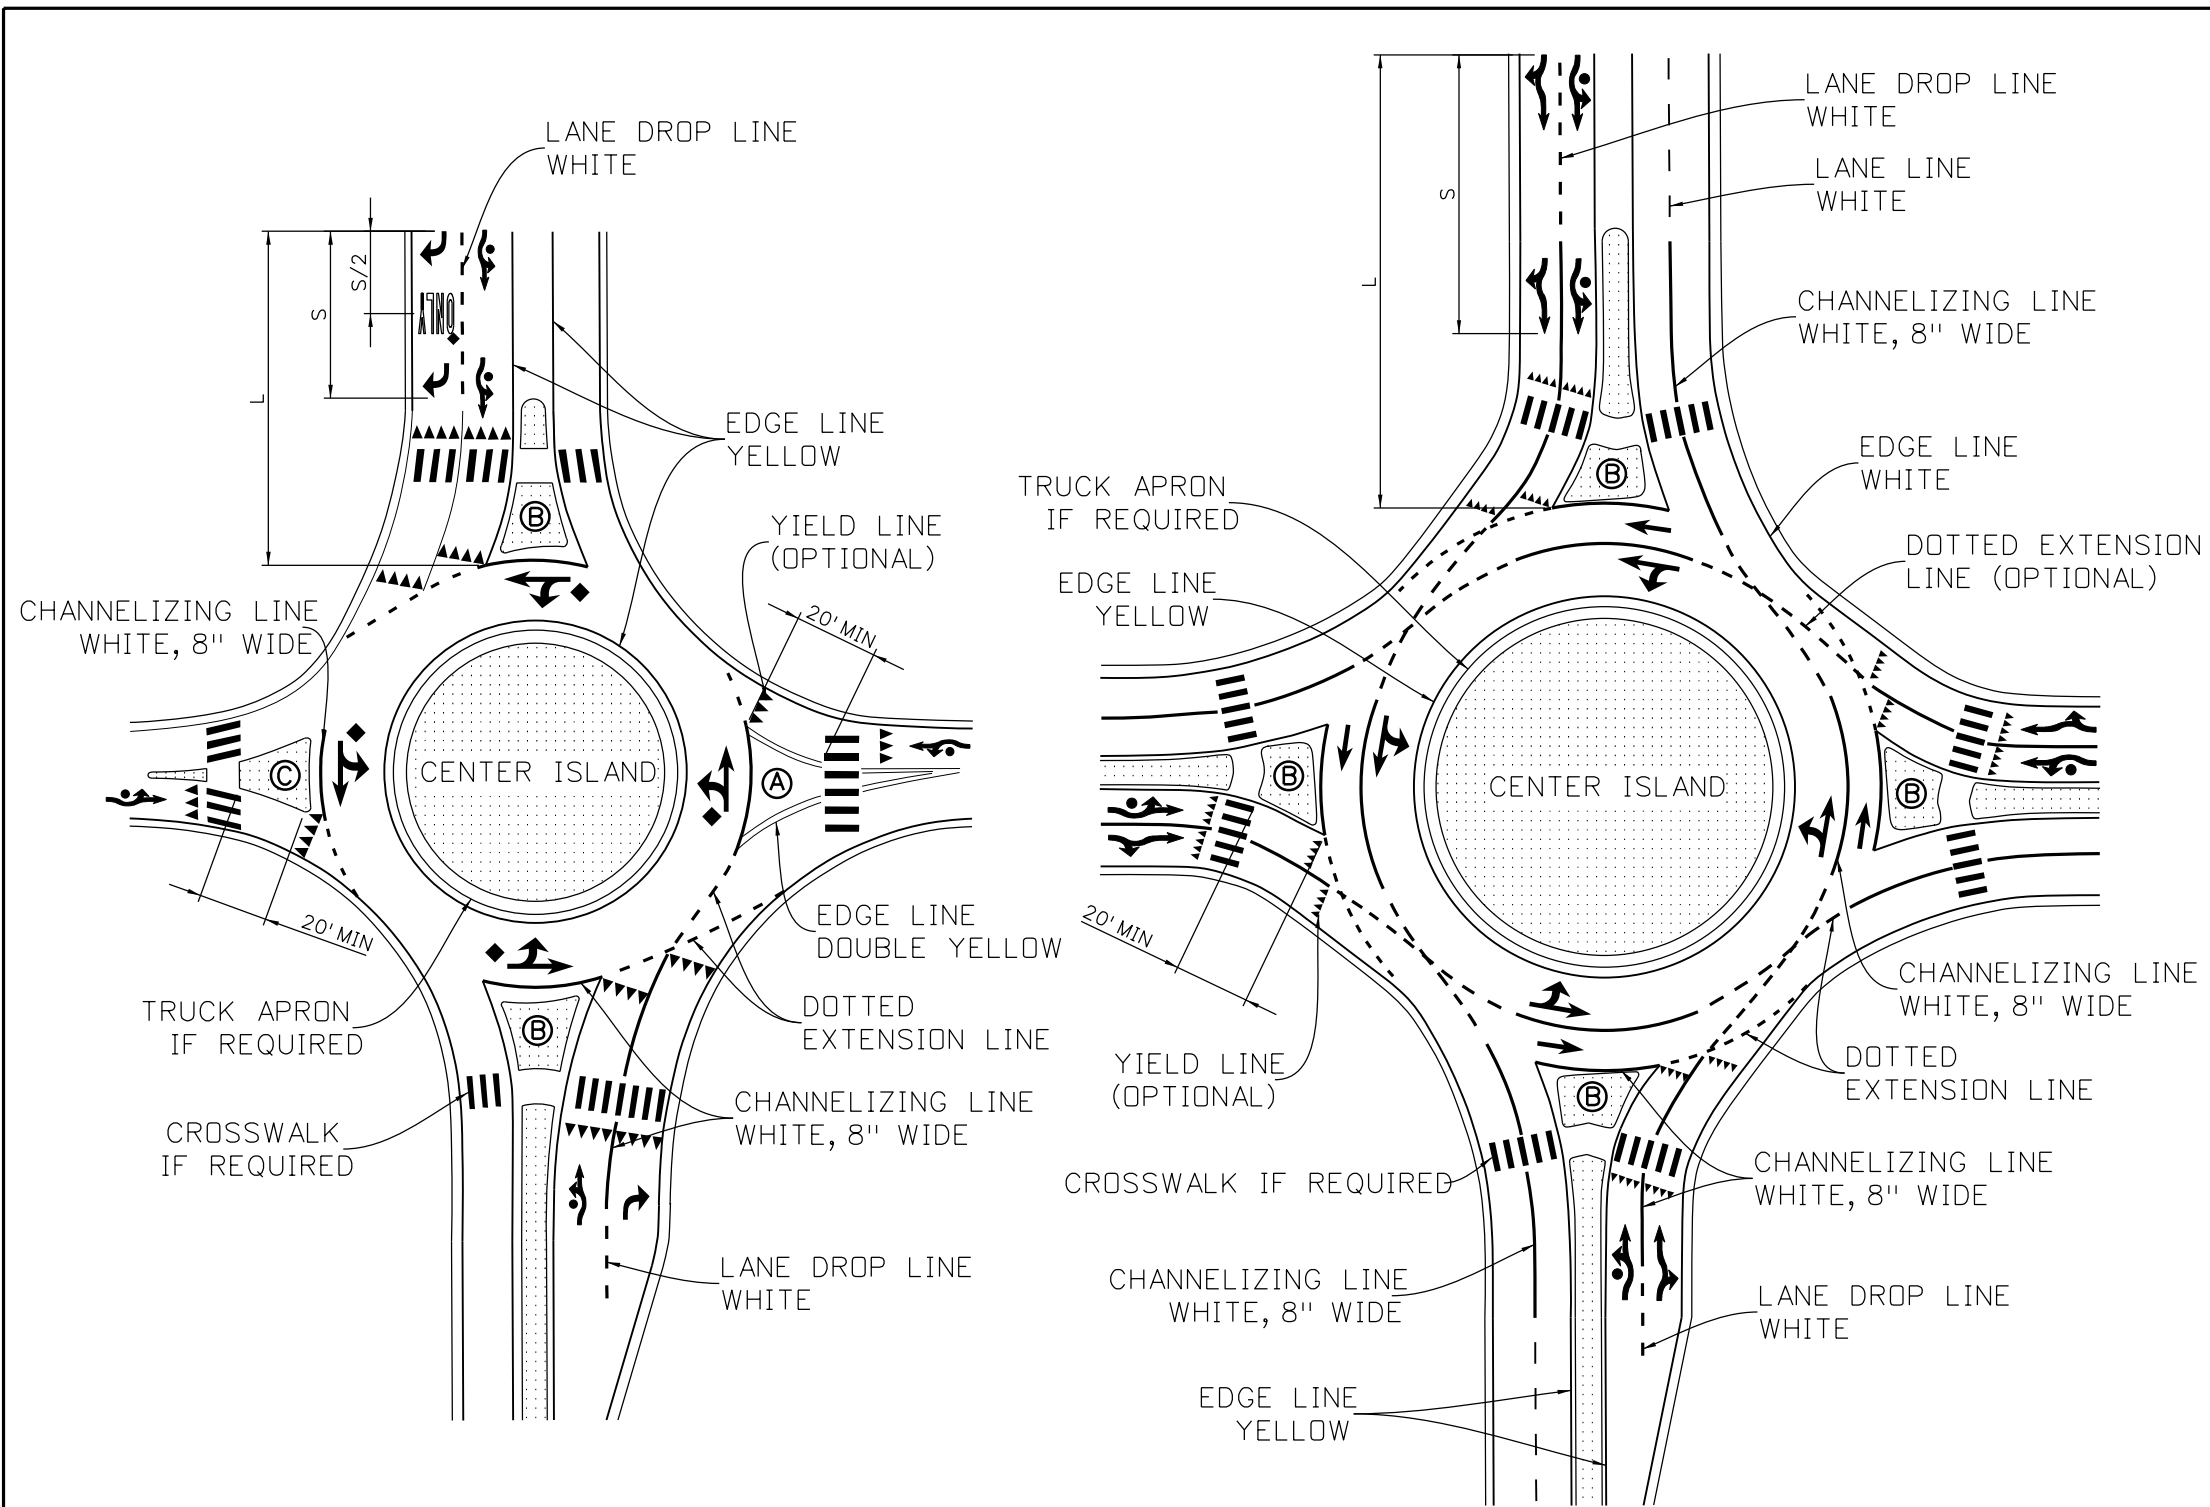 LANE DROP LINE
WHITE
S/2
S
L
ONLY
EDGE LINE
YELLOW
B
YIELD LINE
(OPTIONAL)
20' MIN
CHANNELIZING LINE
WHITE, 8" WIDE
C
CENTER ISLAND
A
20' MIN
EDGE LINE
DOUBLE YELLOW
TRUCK APRON
IF REQUIRED
B
DOTTED
EXTENSION LINE
CROSSWALK
IF REQUIRED
CHANNELIZING LINE
WHITE, 8" WIDE
LANE DROP LINE
WHITE
LANE DROP LINE
WHITE
LANE LINE
WHITE
S
L
CHANNELIZING LINE
WHITE, 8" WIDE
EDGE LINE
WHITE
B
TRUCK APRON
IF REQUIRED
DOTTED EXTENSION
LINE (OPTIONAL)
EDGE LINE
YELLOW
B
CENTER ISLAND
B
20' MIN
CHANNELIZING LINE
WHITE, 8" WIDE
YIELD LINE
(OPTIONAL)
DOTTED
EXTENSION LINE
B
CROSSWALK IF REQUIRED
CHANNELIZING LINE
WHITE, 8" WIDE
CHANNELIZING LINE
WHITE, 8" WIDE
LANE DROP LINE
WHITE
EDGE LINE
YELLOW